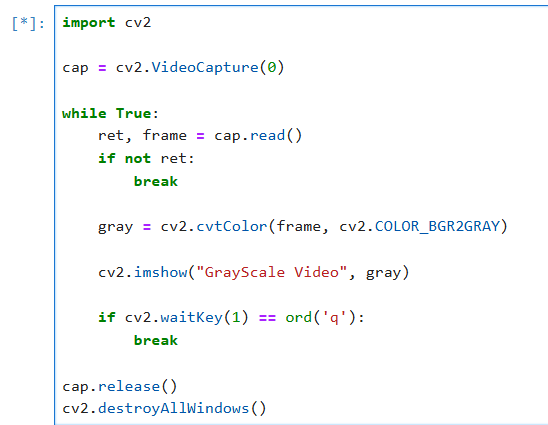 [*]: import cv2
cap = cv2.VideoCapture(0)
while True:
    ret, frame = cap.read()
    if not ret:
        break
    gray = cv2.cvtColor(frame, cv2.COLOR_BGR2GRAY)
    cv2.imshow("GrayScale Video", gray)
    if cv2.waitKey(1) == ord('q'):
        break
cap.release()
cv2.destroyAllWindows()